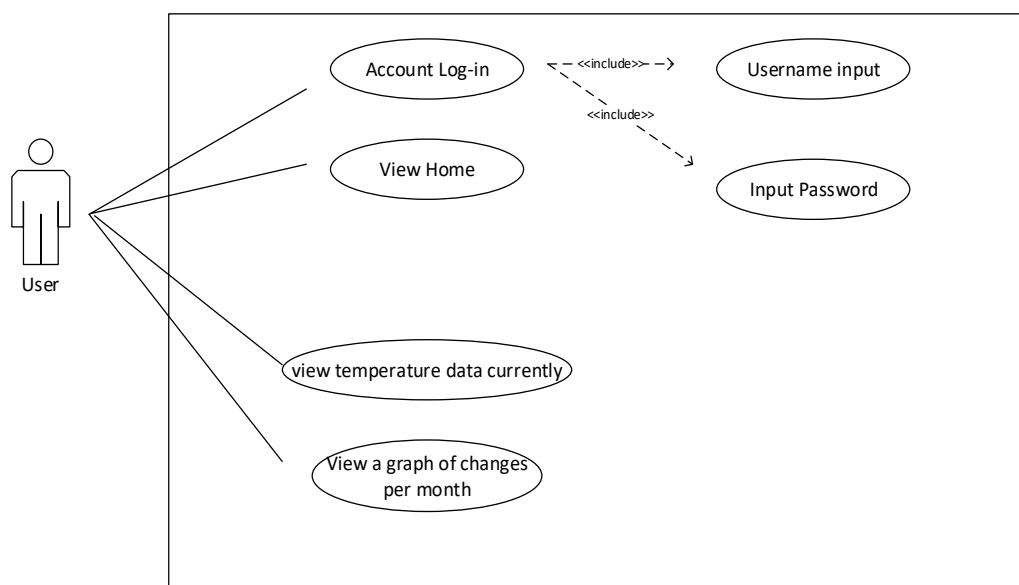 Account Log-in
<<include>>
Username input
<<include>>
View Home
Input Password
User
view temperature data currently
View a graph of changes
per month